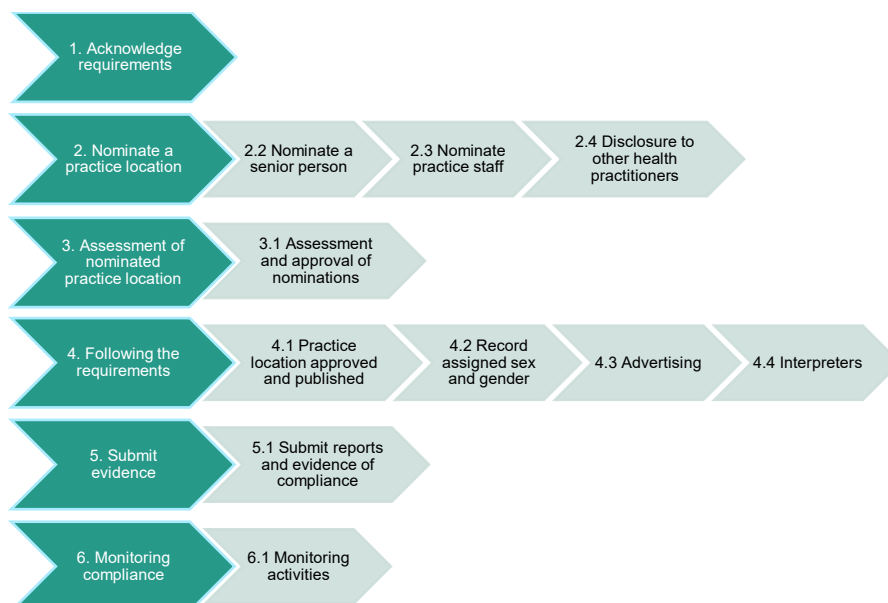 1. Acknowledge
requirements
2. Nominate a
practice location
2.2 Nominate a
senior person
2.3 Nominate
practice staff
2.4 Disclosure to
other health
practitioners
3. Assessment of
nominated
practice location
3.1 Assessment
and approval of
nominations
4. Following the
requirements
4.1 Practice
location approved
and published
4.2 Record
assigned sex
and gender
4.3 Advertising
4.4 Interpreters
5. Submit
evidence
5.1 Submit reports
and evidence of
compliance
6. Monitoring
compliance
6.1 Monitoring
activities